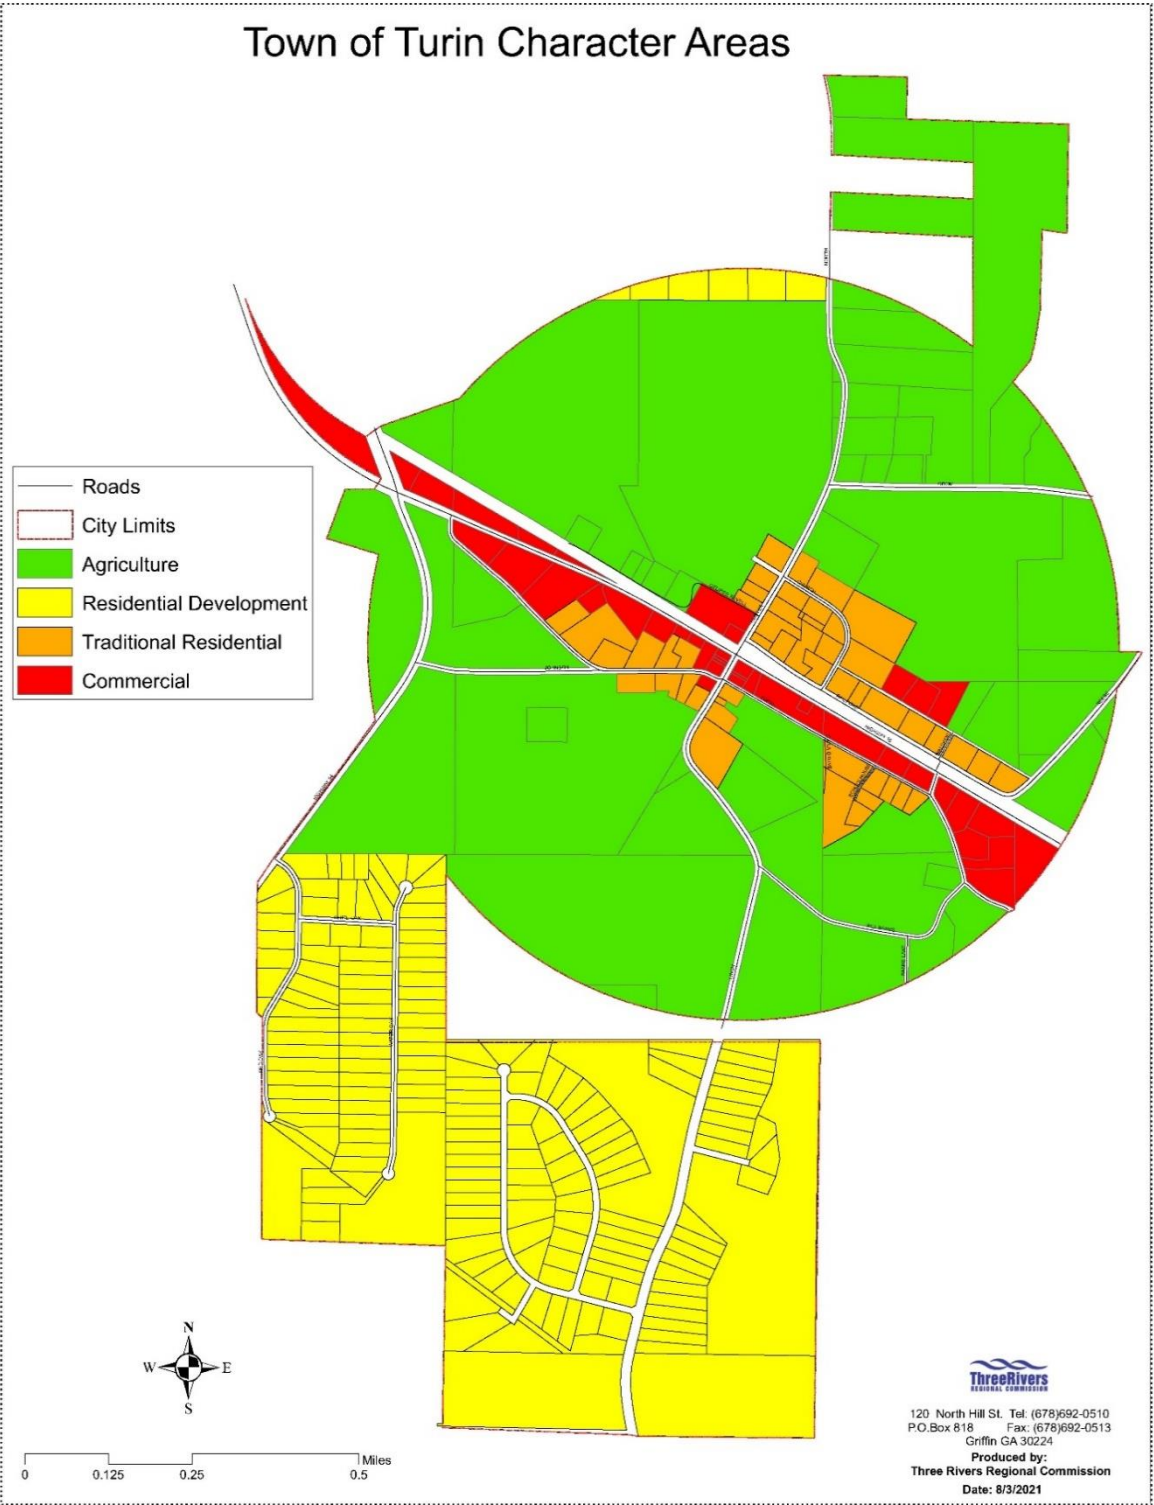 Town of Turin Character Areas
Roads
City Limits
Agriculture
Residential Development
Traditional Residential
Commercial
N
W
E
S
0
0.125
0.25
0.5
Miles
ThreeRivers
REGIONAL COMMISSION
120 North Hill St. Tel: (678)692-0510
P.O.Box 818 Fax: (678)692-0513
Griffin GA 30224
Produced by:
Three Rivers Regional Commission
Date: 8/3/2021